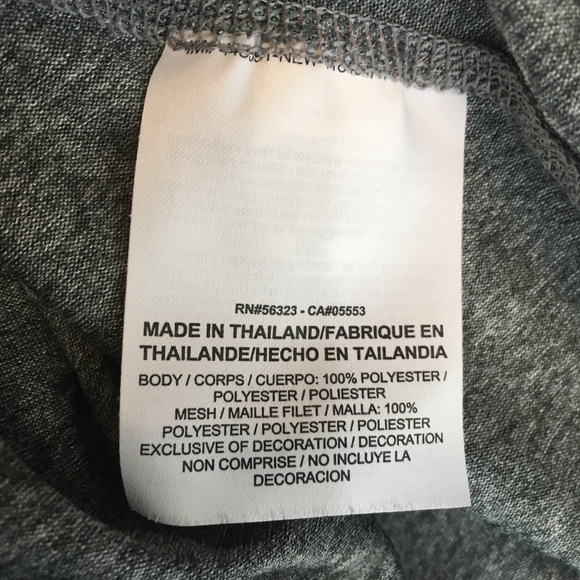 RN#56323 - CA#05553
MADE IN THAILAND/FABRIQUE EN
THAILANDE/HECHO EN TAILANDIA
BODY / CORPS / CUERPO: 100% POLYESTER /
POLYESTER / POLIESTER
MESH / MAILLE FILET / MALLA: 100%
POLYESTER / POLYESTER / POLIESTER
EXCLUSIVE OF DECORATION / DECORATION
NON COMPRISE / NO INCLUYE LA
DECORACION